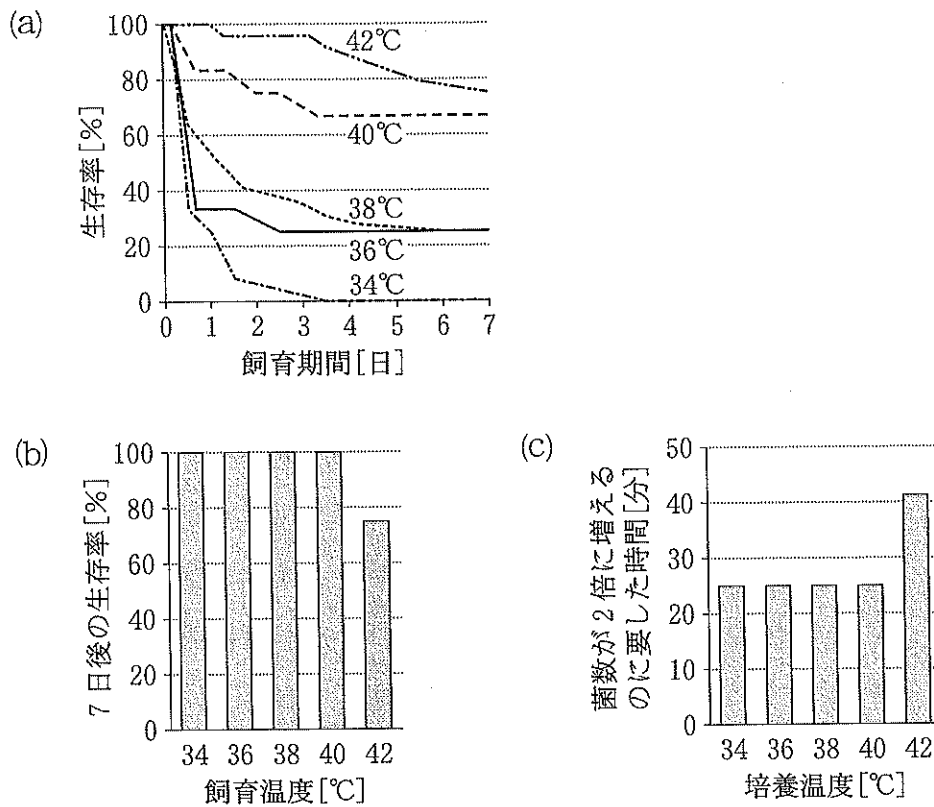 (a)
生存率[%]
100
80
60
40
20
0
42℃
40℃
38℃
36℃
34℃
0 1 2 3 4 5 6 7
飼育期間[日]
(b)
7日後の生存率[%]
100
80
60
40
20
0
34 36 38 40 42
飼育温度[℃]
(c)
菌数が2倍に増える
のに要した時間[分]
50
40
30
20
10
0
34 36 38 40 42
培養温度[℃]